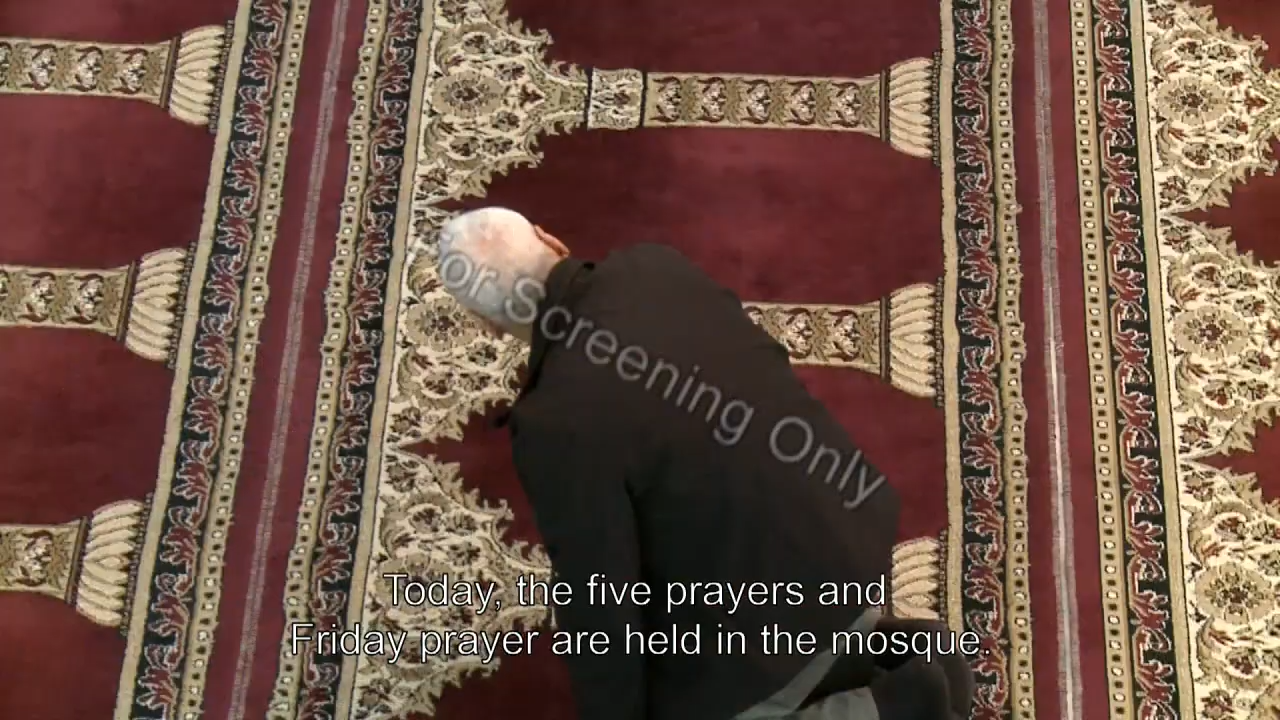 For Screening Only
Today, the five prayers and
Friday prayer are held in the mosque.